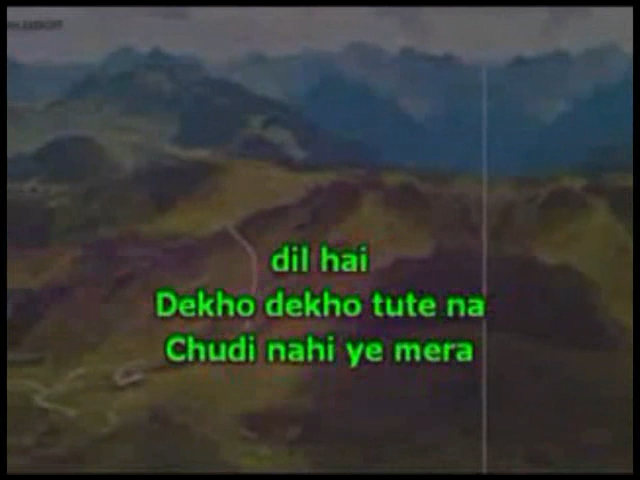 dil hai
Dekho dekho tute na
Chudi nahi ye mera